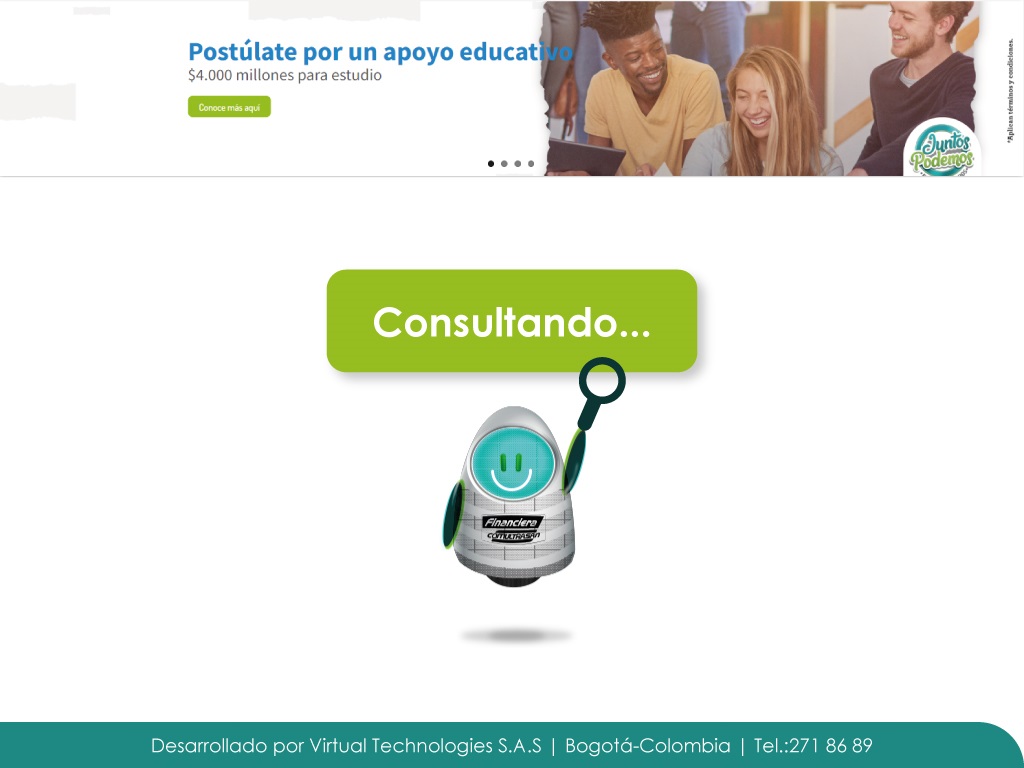 Postúlate por un apoyo educativo
$4.000 millones para estudio
Conoce más aquí
*Aplican términos y condiciones.
Juntos
Podemos
Consultando...
Financiera
COMULTRASAN
Desarrollado por Virtual Technologies S.A.S | Bogotá-Colombia | Tel.:271 86 89